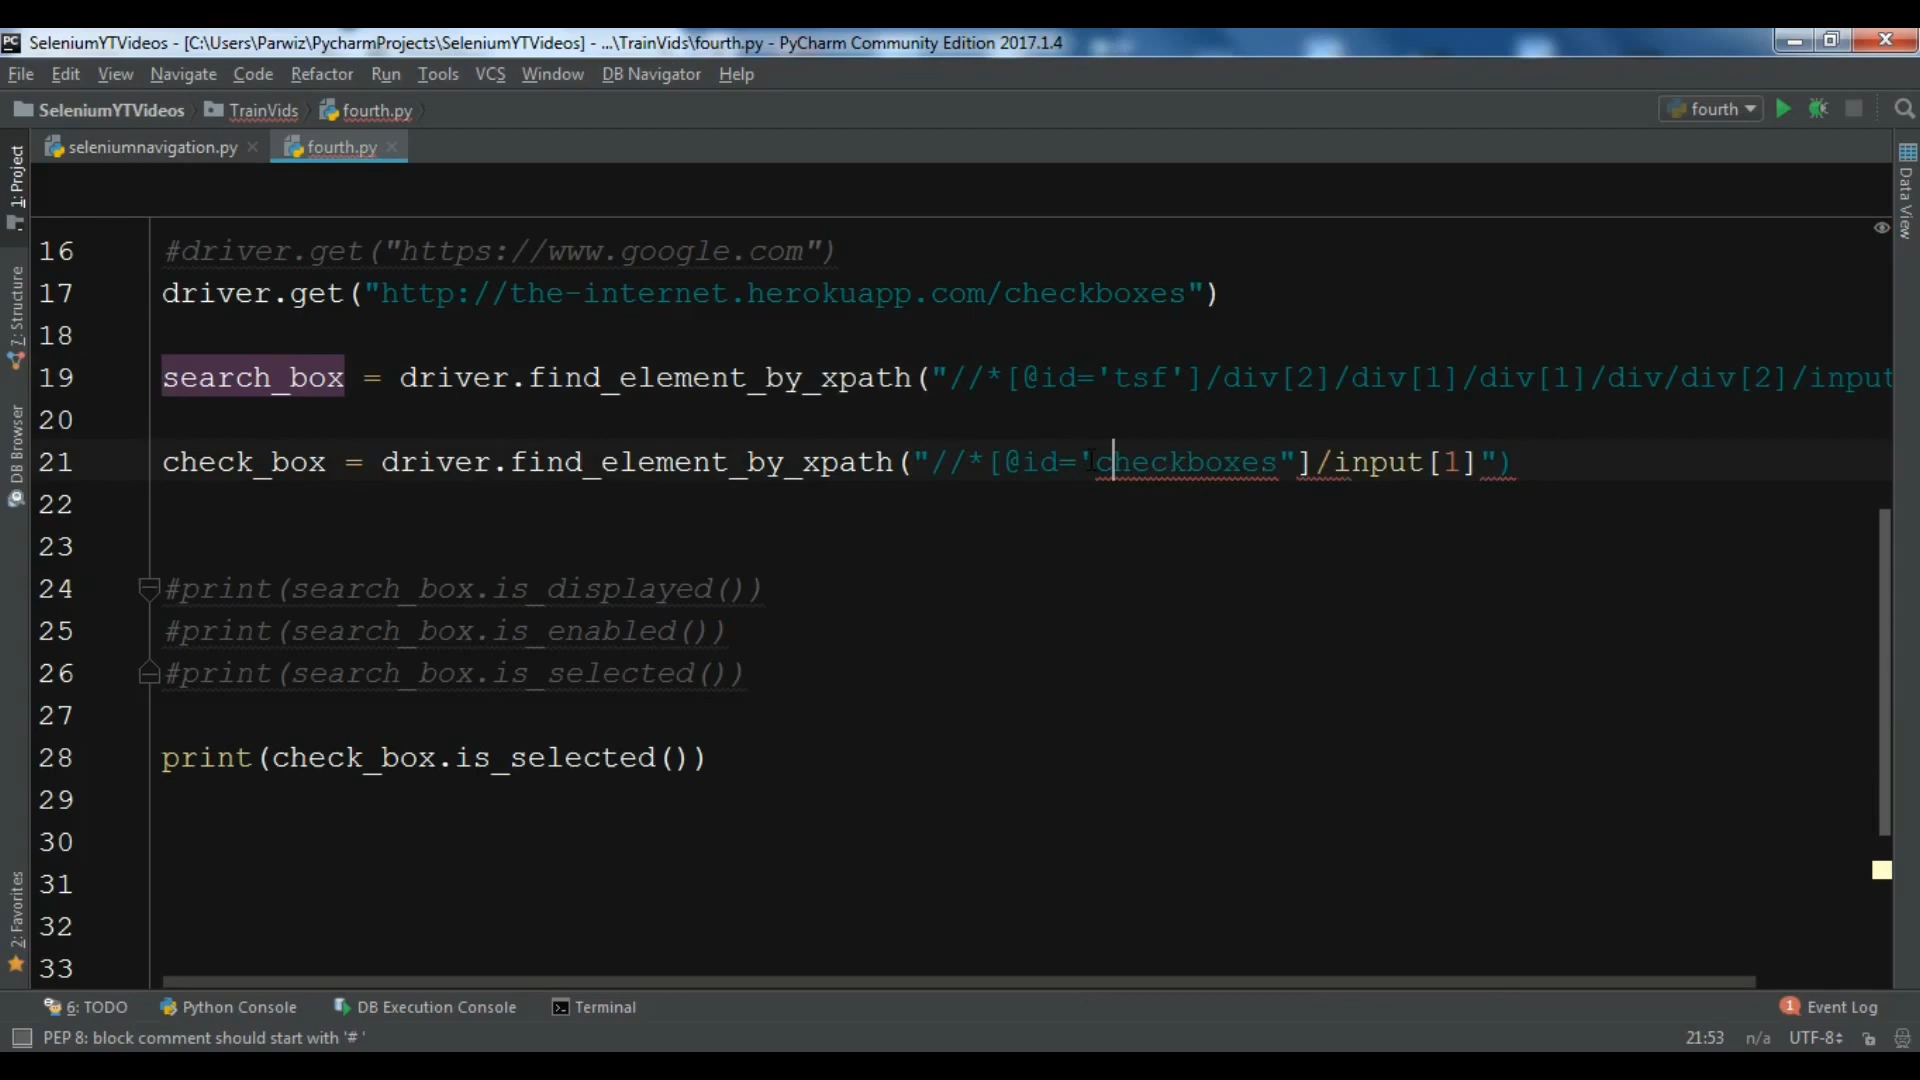 SeleniumYTVideos - [C:\Users\Parwiz\PycharmProjects\SeleniumYTVideos] - ...\TrainVids\fourth.py - PyCharm Community Edition 2017.1.4
File Edit View Navigate Code Refactor Run Tools VCS Window DB Navigator Help
SeleniumYTVideos TrainVids fourth.py fourth
seleniumnavigation.py fourth.py
1: Project
7: Structure
DB Browser
2: Favorites
Data View
16 #driver.get("https://www.google.com")
17 driver.get("http://the-internet.herokuapp.com/checkboxes")
18
19 search_box = driver.find_element_by_xpath("//*[@id='tsf']/div[2]/div[1]/div[1]/div/div[2]/input
20
21 check_box = driver.find_element_by_xpath("//*[@id='checkboxes"]/input[1]")
22
23
24 #print(search_box.is_displayed())
25 #print(search_box.is_enabled())
26 #print(search_box.is_selected())
27
28 print(check_box.is_selected())
29
30
31
32
33
6: TODO Python Console DB Execution Console Terminal 1 Event Log
PEP 8: block comment should start with '# ' 21:53 n/a UTF-8